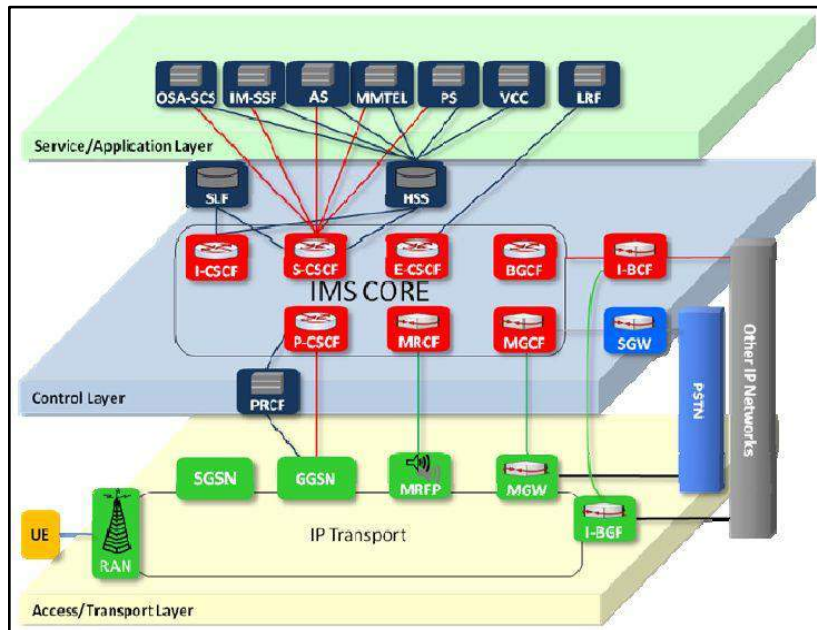 OSA-SCS IM-SSF AS MMTEL PS VCC LRF
Service/Application Layer
SLF HSS
I-CSCF S-CSCF E-CSCF BGCF I-BCF
IMS CORE
P-CSCF MRCF MGCF SGW
PRCF
Control Layer
PSTN
Other IP Networks
SGSN GGSN MRFP MGW
I-BGF
UE
RAN
IP Transport
Access/Transport Layer